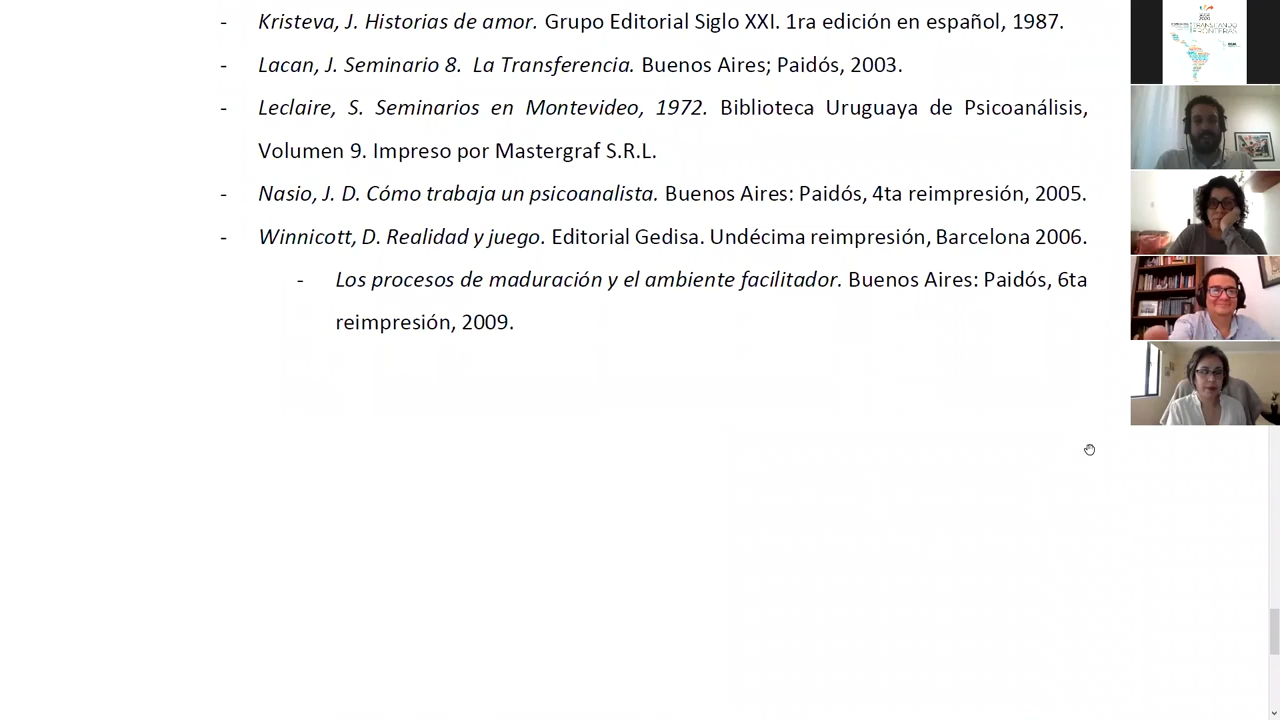 - Kristeva, J. Historias de amor. Grupo Editorial Siglo XXI. 1ra edición en español, 1987.
- Lacan, J. Seminario 8. La Transferencia. Buenos Aires; Paidós, 2003.
- Leclaire, S. Seminarios en Montevideo, 1972. Biblioteca Uruguaya de Psicoanálisis,
Volumen 9. Impreso por Mastergraf S.R.L.
- Nasio, J. D. Cómo trabaja un psicoanalista. Buenos Aires: Paidós, 4ta reimpresión, 2005.
- Winnicott, D. Realidad y juego. Editorial Gedisa. Undécima reimpresión, Barcelona 2006.
- Los procesos de maduración y el ambiente facilitador. Buenos Aires: Paidós, 6ta
reimpresión, 2009.
TRANSITANDO
FRONTERAS